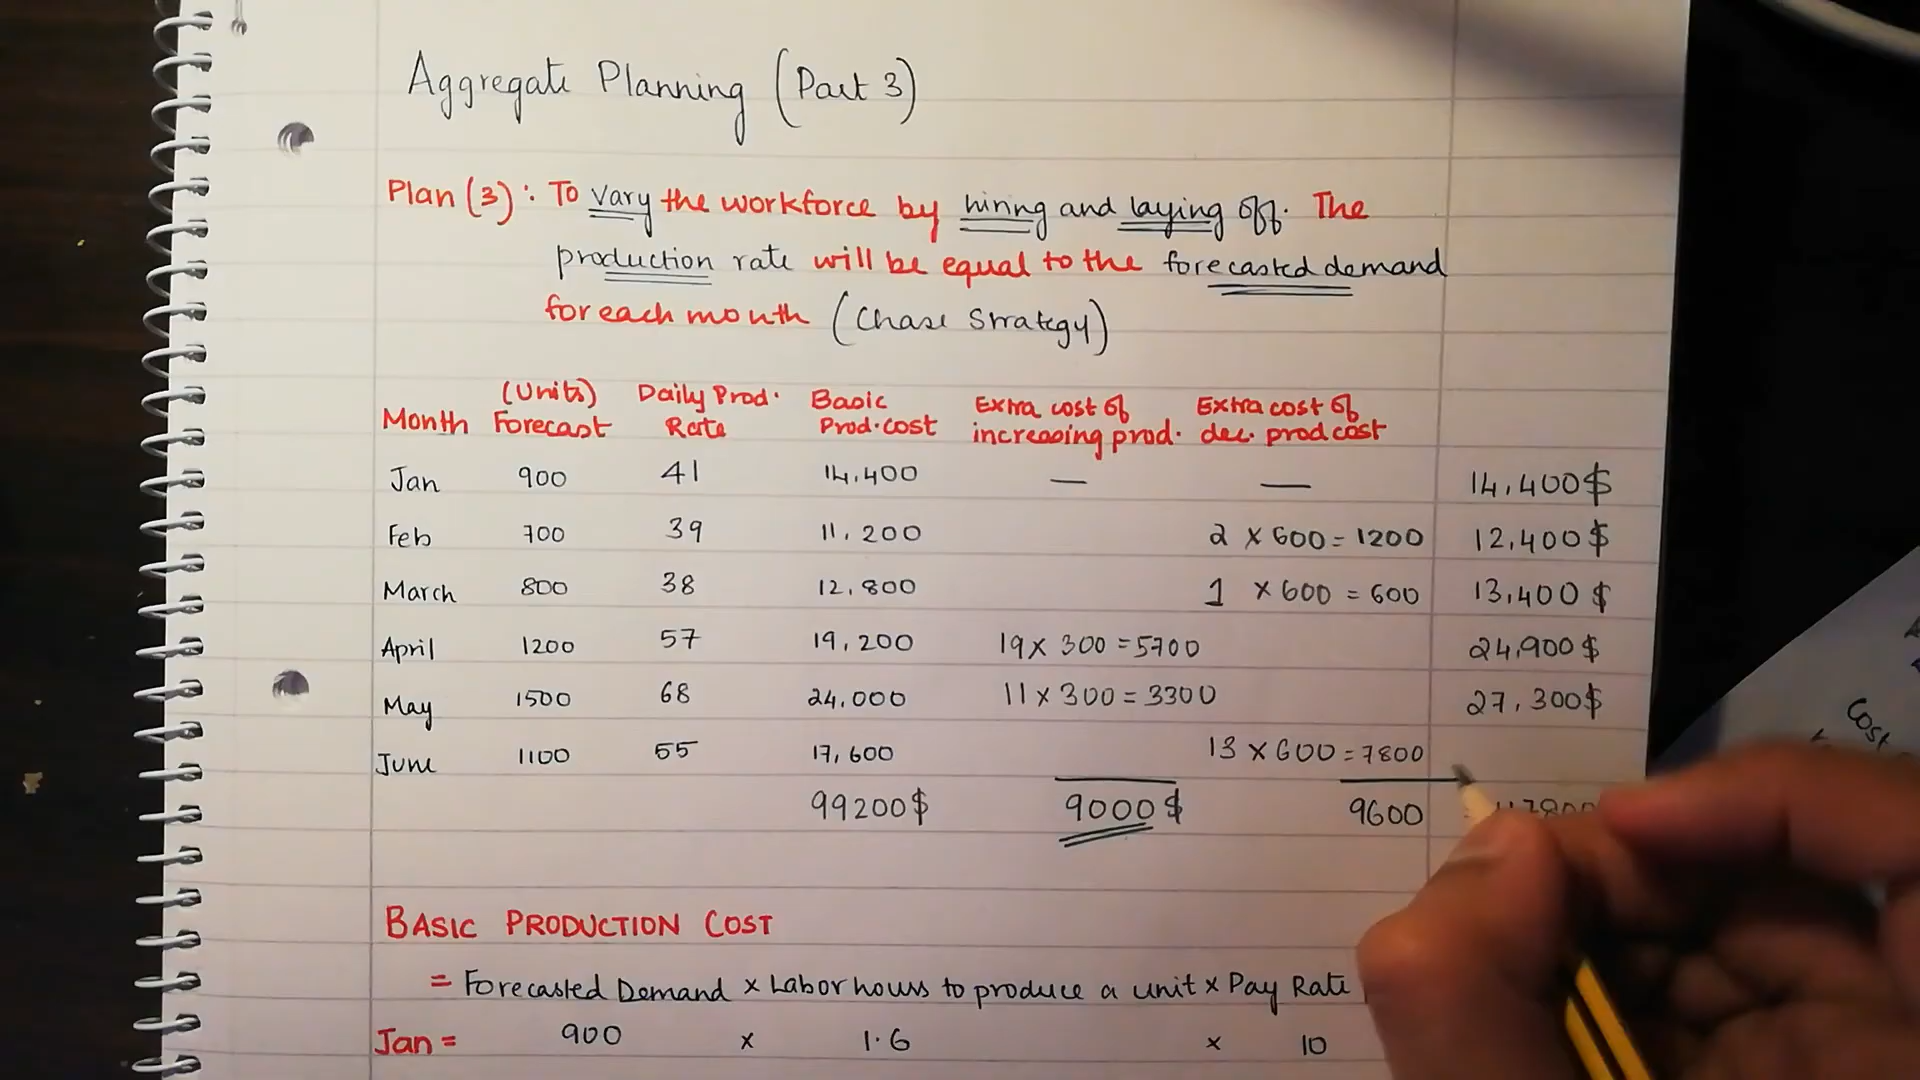 Aggregate Planning (Part 3)
Plan (3): To vary the workforce by hiring and laying off. The
production rate will be equal to the forecasted demand
for each month (Chase Strategy)
Month (Units) Forecast Daily Prod. Rate Basic Prod. cost Extra cost of increasing prod. Extra cost of dec. prod cost
Jan 900 41 14,400 — — 14,400$
Feb 700 39 11,200 2 × 600 = 1200 12,400$
March 800 38 12,800 1 × 600 = 600 13,400$
April 1200 57 19,200 19 × 300 = 5700 24,900$
May 1500 68 24,000 11 × 300 = 3300 27,300$
June 1100 55 17,600 13 × 600 = 7800
99200$ 9000$ 9600
BASIC PRODUCTION COST
= Forecasted Demand × Labor hours to produce a unit × Pay Rate
Jan = 900 × 1.6 × 10
Cost